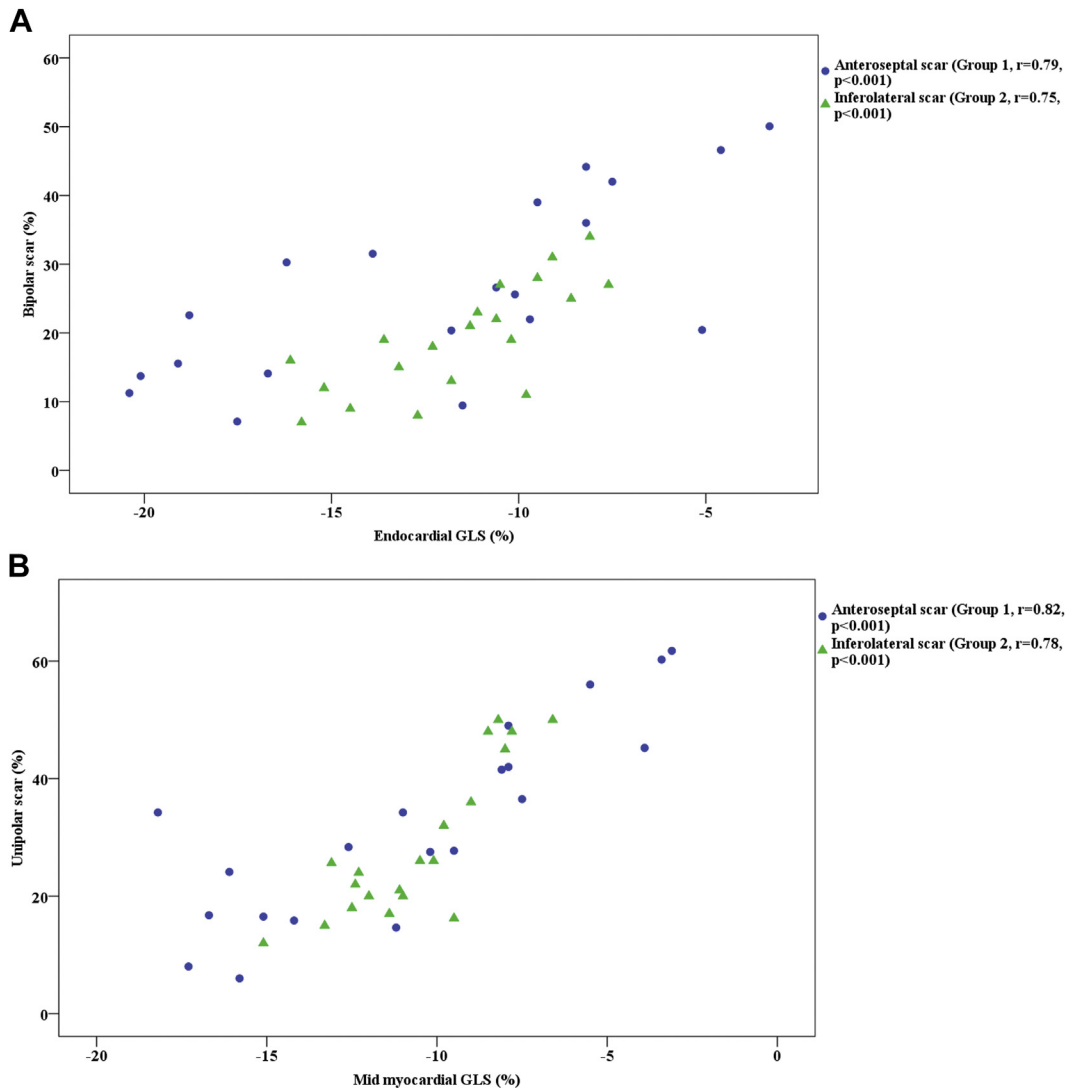 A
Bipolar scar (%)
60
50
40
30
20
10
0
-20
-15
-10
-5
Endocardial GLS (%)
Anteroseptal scar (Group 1, r=0.79,
p<0.001)
Inferolateral scar (Group 2, r=0.75,
p<0.001)
B
Unipolar scar (%)
60
40
20
0
-20
-15
-10
-5
0
Mid myocardial GLS (%)
Anteroseptal scar (Group 1, r=0.82,
p<0.001)
Inferolateral scar (Group 2, r=0.78,
p<0.001)